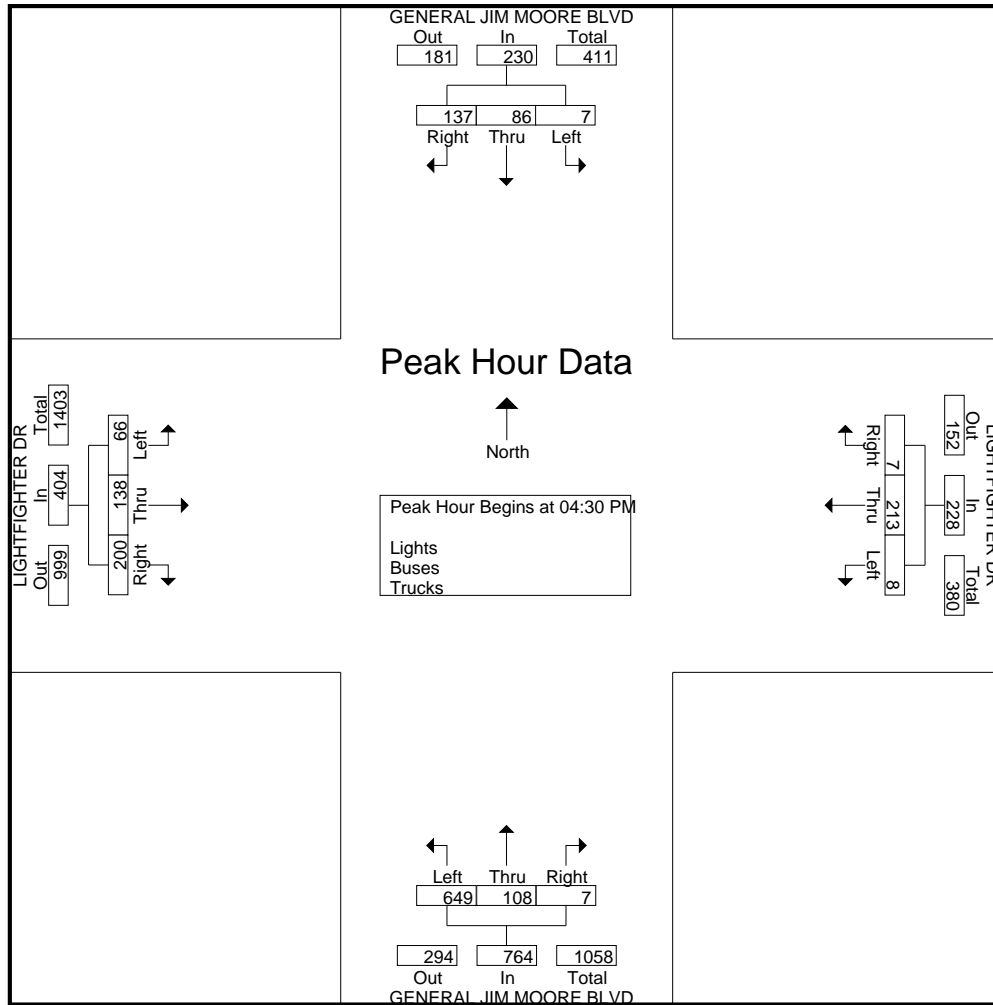 GENERAL JIM MOORE BLVD
Out In Total
181 230 411
137 86 7
Right Thru Left
Peak Hour Data
North
Peak Hour Begins at 04:30 PM
Lights
Buses
Trucks
LIGHTFIGHTER DR
Total In Out
1403 404 999
66 138 200
Left Thru Right
LIGHTFIGHTER DR
Out In Total
152 228 380
7 213 8
Right Thru Left
Left Thru Right
649 108 7
294 764 1058
Out In Total
GENERAL JIM MOORE BLVD